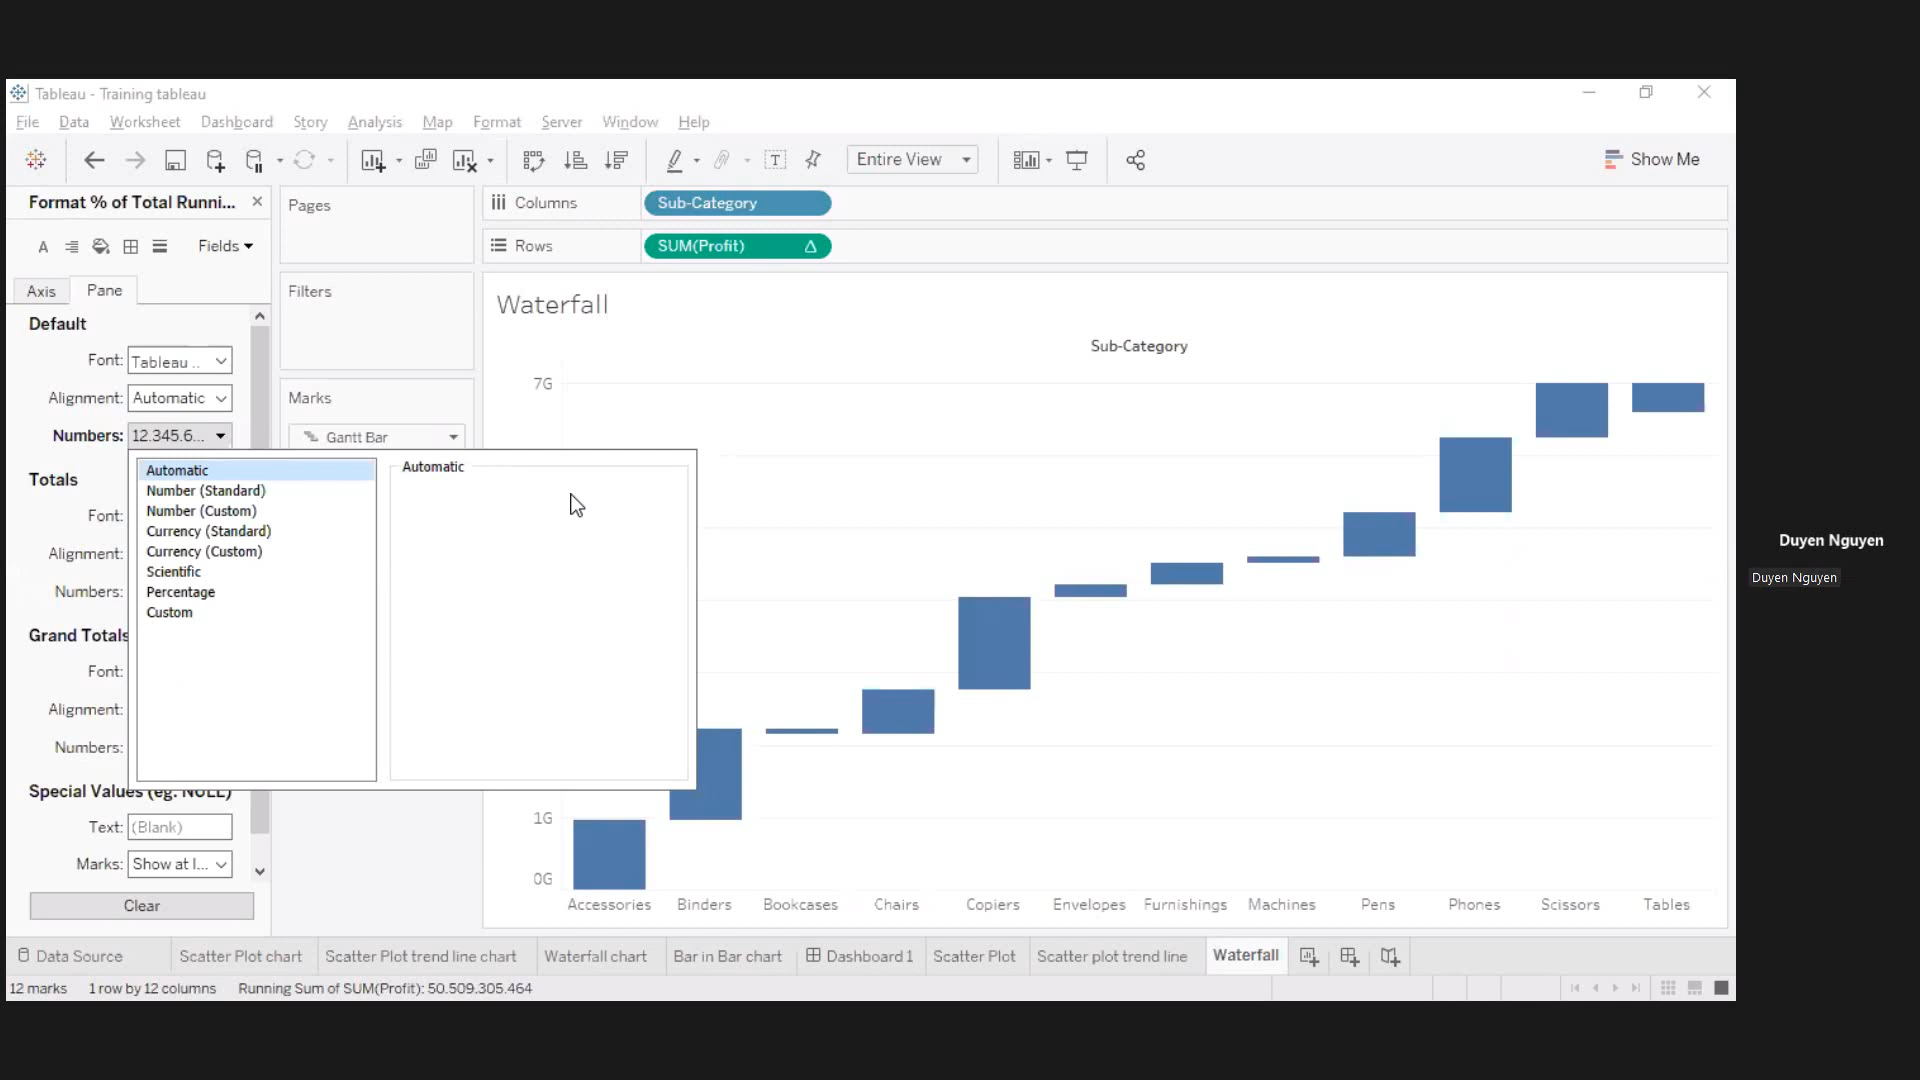 Tableau - Training tableau
File Data Worksheet Dashboard Story Analysis Map Format Server Window Help
Entire View
Show Me
Format % of Total Runni...
Fields
Axis Pane
Default
Font: Tableau ..
Alignment: Automatic
Numbers: 12.345.6...
Totals
Font:
Alignment:
Numbers:
Grand Totals
Font:
Alignment:
Numbers:
Special Values (eg. NULL)
Text: (Blank)
Marks: Show at l...
Clear
Automatic
Number (Standard)
Number (Custom)
Currency (Standard)
Currency (Custom)
Scientific
Percentage
Custom
Automatic
Pages
Filters
Marks
Gantt Bar
Columns Sub-Category
Rows SUM(Profit)
Waterfall
Sub-Category
7G
1G
0G
Accessories Binders Bookcases Chairs Copiers Envelopes Furnishings Machines Pens Phones Scissors Tables
Data Source Scatter Plot chart Scatter Plot trend line chart Waterfall chart Bar in Bar chart Dashboard 1 Scatter Plot Scatter plot trend line Waterfall
12 marks 1 row by 12 columns Running Sum of SUM(Profit): 50.509.305.464
Duyen Nguyen
Duyen Nguyen